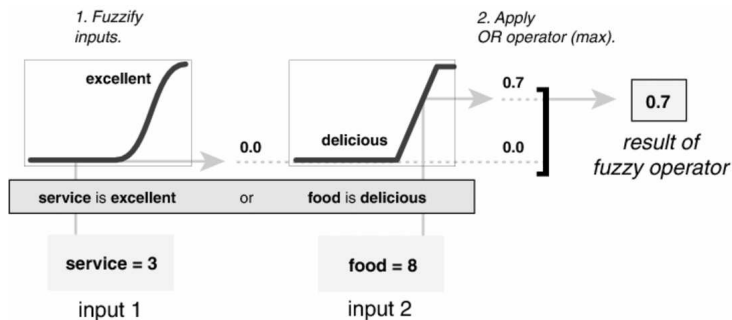 1. Fuzzify
inputs.
2. Apply
OR operator (max).
excellent
0.0
delicious
0.7
0.0
0.7
result of
fuzzy operator
service is excellent or food is delicious
service = 3
food = 8
input 1
input 2